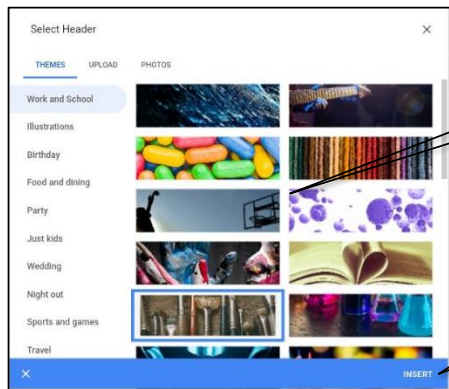 Select Header
THEMES UPLOAD PHOTOS
Work and School
Illustrations
Birthday
Food and dining
Party
Just kids
Wedding
Night out
Sports and games
Travel
INSERT